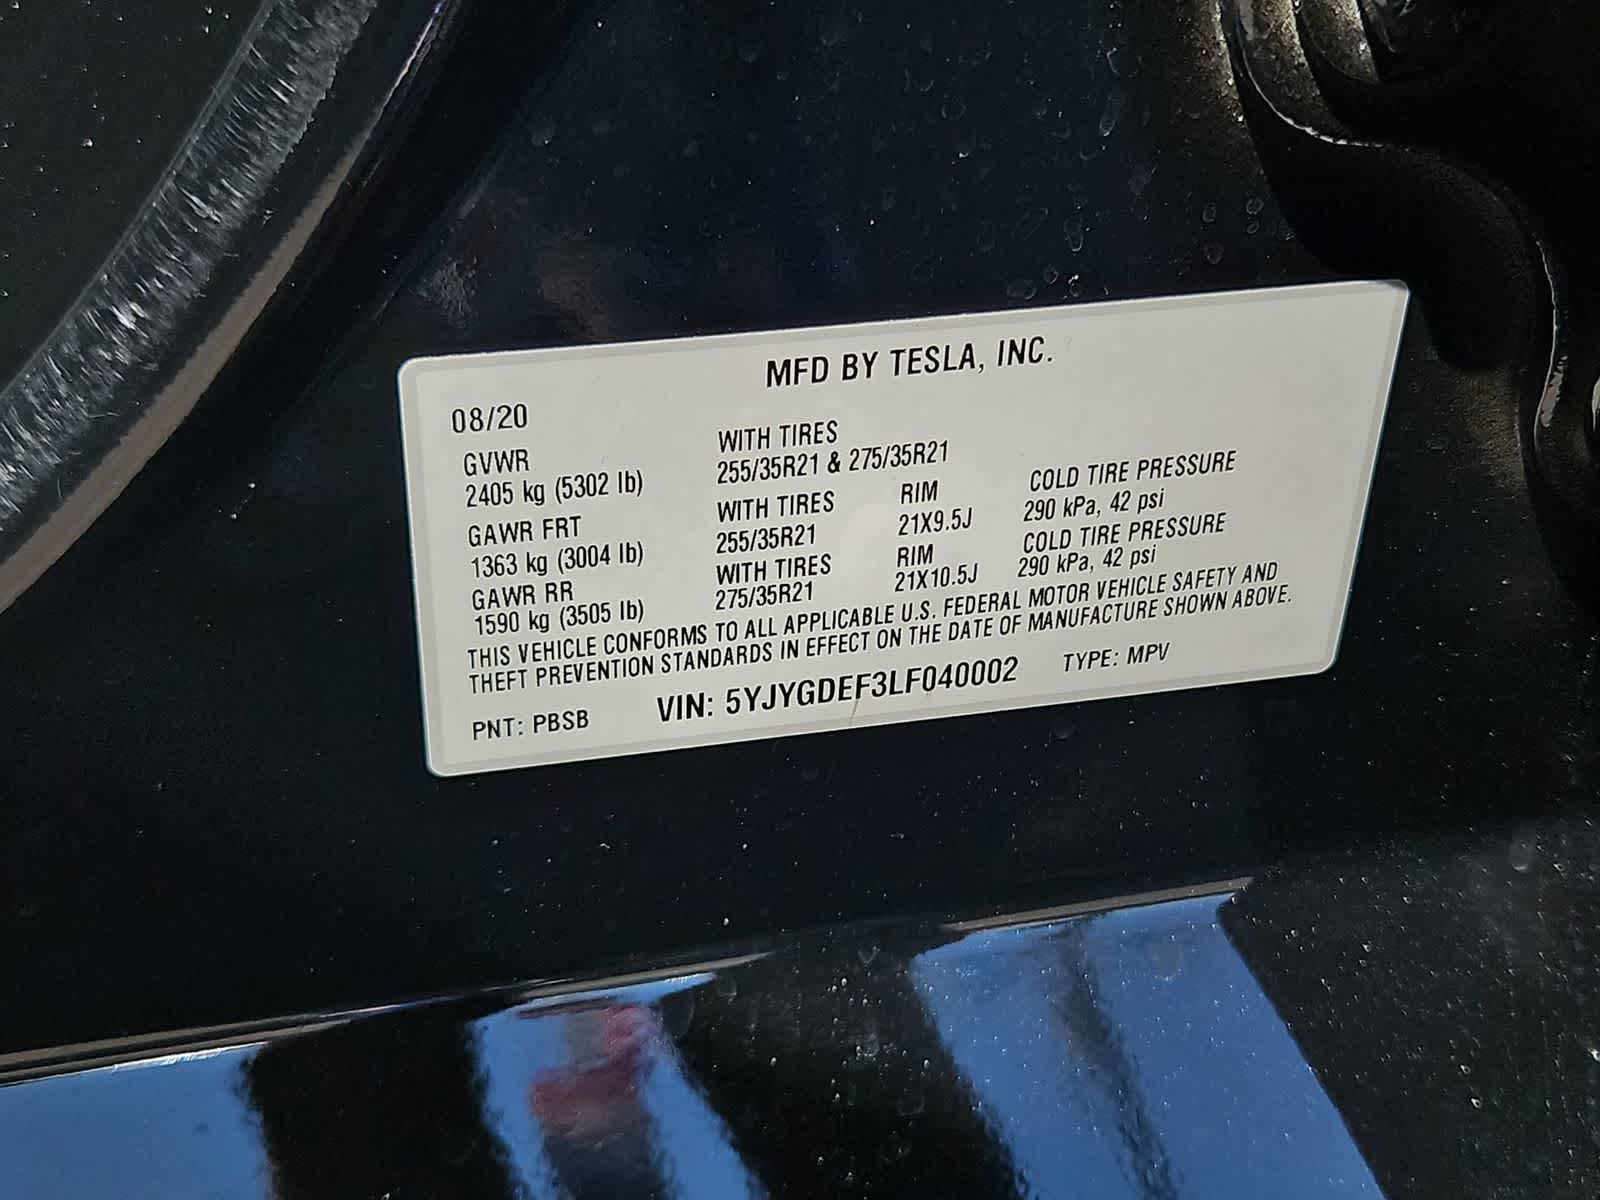 MFD BY TESLA, INC.
08/20
GVWR WITH TIRES
2405 kg (5302 lb) 255/35R21 & 275/35R21
GAWR FRT WITH TIRES RIM COLD TIRE PRESSURE
1363 kg (3004 lb) 255/35R21 21X9.5J 290 kPa, 42 psi
GAWR RR WITH TIRES RIM COLD TIRE PRESSURE
1590 kg (3505 lb) 275/35R21 21X10.5J 290 kPa, 42 psi
THIS VEHICLE CONFORMS TO ALL APPLICABLE U.S. FEDERAL MOTOR VEHICLE SAFETY AND
THEFT PREVENTION STANDARDS IN EFFECT ON THE DATE OF MANUFACTURE SHOWN ABOVE.
PNT: PBSB VIN: 5YJYGDEF3LF040002 TYPE: MPV